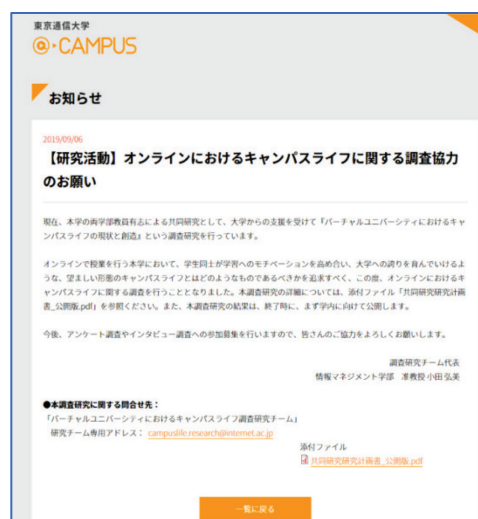 東京通信大学
@・CAMPUS
お知らせ
2019/09/06
【研究活動】オンラインにおけるキャンパスライフに関する調査協力
のお願い
現在、本学の両学部教員有志による共同研究として、大学からの支援を受けて『バーチャルユニバーシティにおけるキャ
ンパスライフの現状と創造』という調査研究を行っています。
オンラインで授業を行う本学において、学生同士が学習へのモチベーションを高め合い、大学への誇りを育んでいけるよ
うな、望ましい形態のキャンパスライフとはどのようなものであるべきかを追求すべく、この度、オンラインにおけるキ
ャンパスライフに関する調査を行うこととなりました。本調査研究の詳細については、添付ファイル「共同研究研究計画
書_公開版.pdf」を参照ください。また、本調査研究の結果は、終了時に、まず学内に向けて公開します。
今後、アンケート調査やインタビュー調査への参加募集を行いますので、皆さんのご協力をよろしくお願いします。
調査研究チーム代表
情報マネジメント学部 准教授 小田 弘美
●本調査研究に関する問合せ先：
「バーチャルユニバーシティにおけるキャンパスライフ調査研究チーム」
研究チーム専用アドレス： campuslife.research@internet.ac.jp
添付ファイル
共同研究研究計画書_公開版.pdf
一覧に戻る